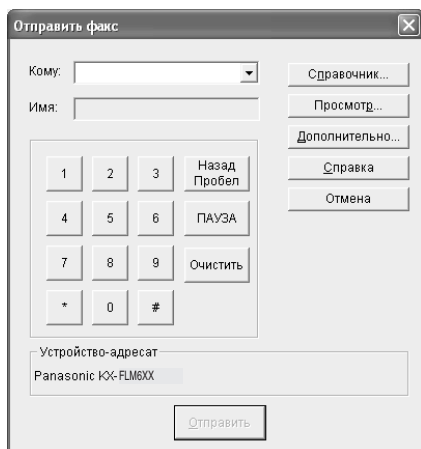 Отправить факс
Кому:
Справочник...
Имя:
Просмотр...
Дополнительно...
1 2 3 Назад
Пробел
Справка
4 5 6 ПАУЗА
Отмена
7 8 9 Очистить
* 0 #
Устройство-адресат
Panasonic KX-FLM6XX
Отправить